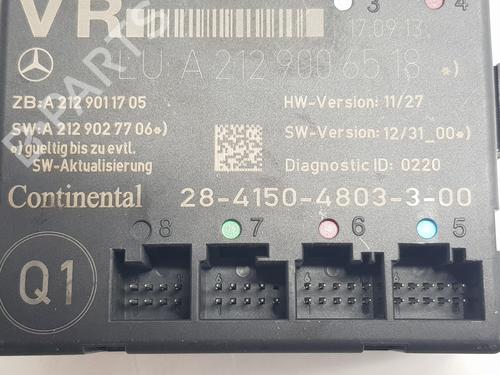 VR
3 4
17.09.13
LU A 212 900 65 18 *)
ZB: A 212 901 17 05
HW-Version: 11/27
SW: A 212 902 77 06 *)
SW-Version: 12/31_00 *)
*) gueltig bis zu evtl.
SW-Aktualisierung
Diagnostic ID: 0220
Continental 28-4150-4803-3-00
8 7 6 5
Q1
B PARTS